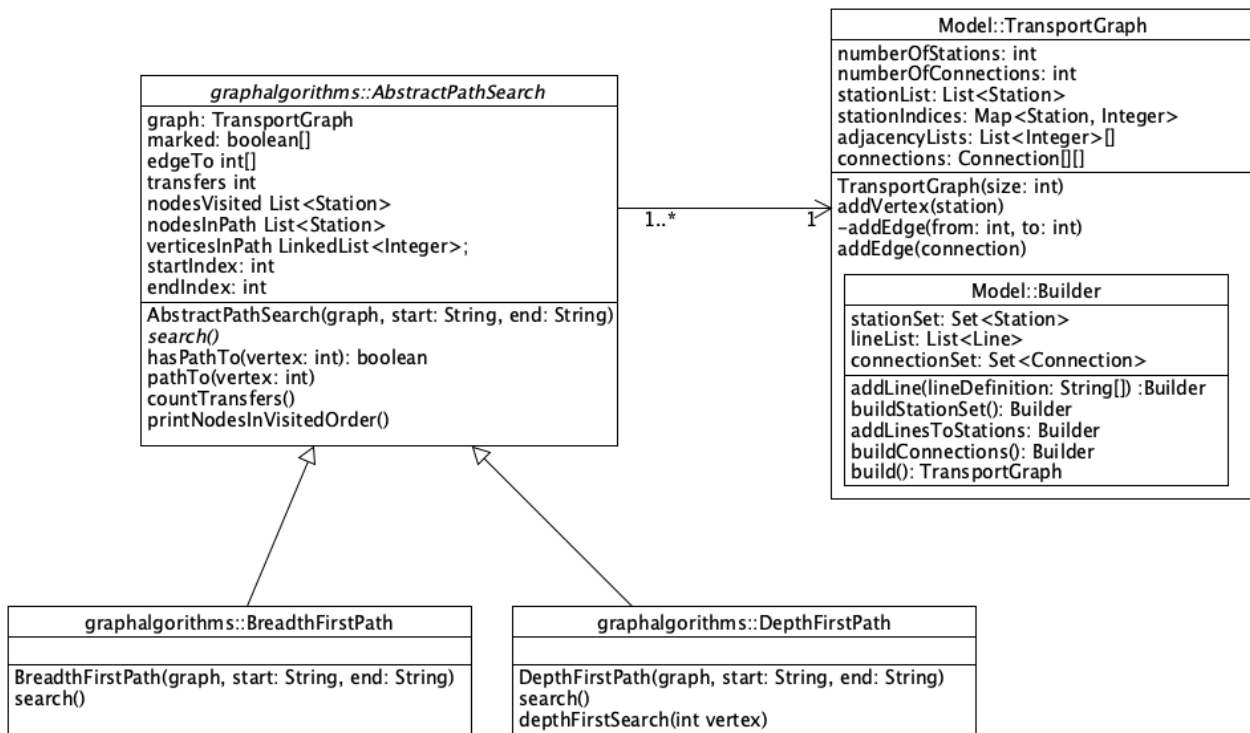 graphalgorithms::AbstractPathSearch
graph: TransportGraph
marked: boolean[]
edgeTo int[]
transfers int
nodesVisited List<Station>
nodesInPath List<Station>
verticesInPath LinkedList<Integer>;
startIndex: int
endIndex: int
AbstractPathSearch(graph, start: String, end: String)
search()
hasPathTo(vertex: int): boolean
pathTo(vertex: int)
countTransfers()
printNodesInVisitedOrder()
1..*
1
Model::TransportGraph
numberOfStations: int
numberOfConnections: int
stationList: List<Station>
stationIndices: Map<Station, Integer>
adjacencyLists: List<Integer>[]
connections: Connection[][]
TransportGraph(size: int)
addVertex(station)
-addEdge(from: int, to: int)
addEdge(connection)
Model::Builder
stationSet: Set<Station>
lineList: List<Line>
connectionSet: Set<Connection>
addLine(lineDefinition: String[]) :Builder
buildStationSet(): Builder
addLinesToStations: Builder
buildConnections(): Builder
build(): TransportGraph
graphalgorithms::BreadthFirstPath
BreadthFirstPath(graph, start: String, end: String)
search()
graphalgorithms::DepthFirstPath
DepthFirstPath(graph, start: String, end: String)
search()
depthFirstSearch(int vertex)